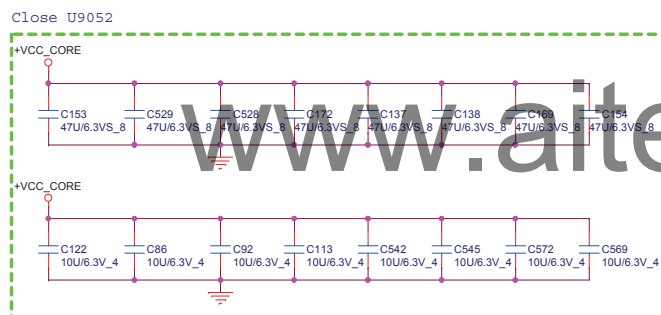 Close U9052
+VCC_CORE
C153 C529 C528 C172 C137 C138 C169 C154
47U/6.3VS_8 47U/6.3VS_8 47U/6.3VS_8 47U/6.3VS_8 47U/6.3VS_8 47U/6.3VS_8 47U/6.3VS_8 47U/6.3VS_8
www.aite
+VCC_CORE
C122 C86 C92 C113 C542 C545 C572 C569
10U/6.3V_4 10U/6.3V_4 10U/6.3V_4 10U/6.3V_4 10U/6.3V_4 10U/6.3V_4 10U/6.3V_4 10U/6.3V_4